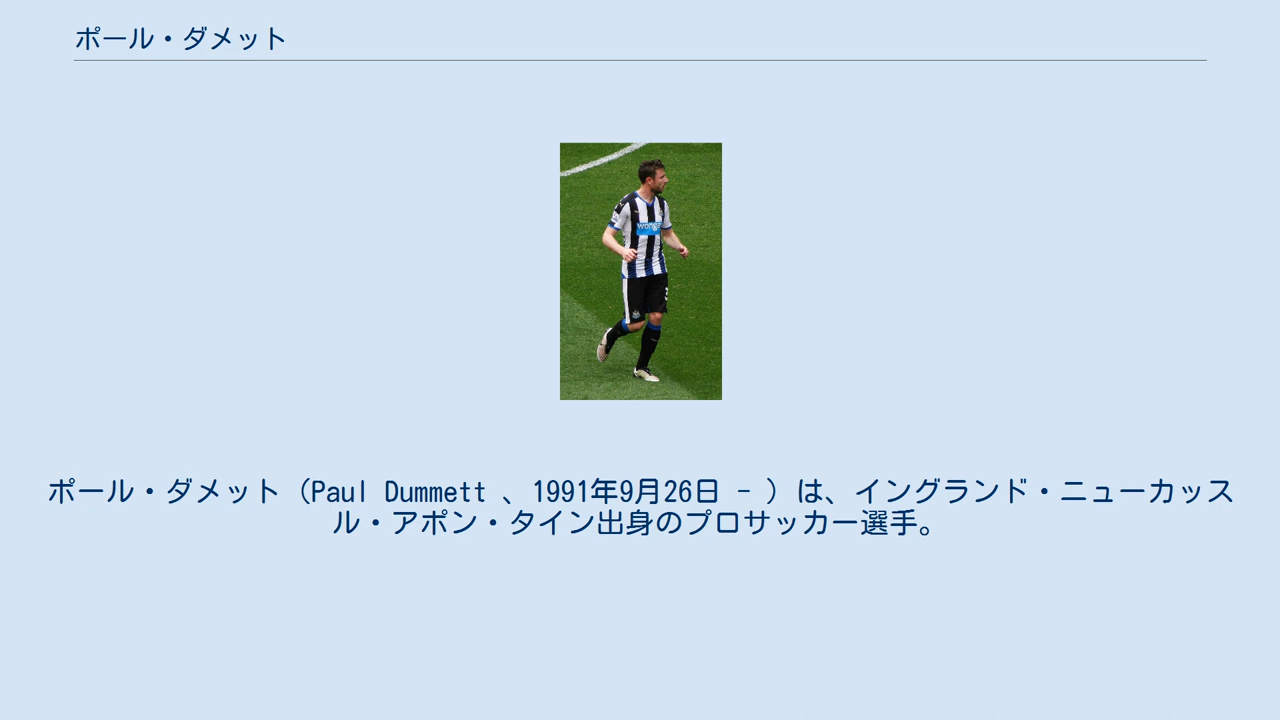 ポール・ダメット
ポール・ダメット（Paul Dummett 、1991年9月26日 - ）は、イングランド・ニューカッス
ル・アポン・タイン出身のプロサッカー選手。